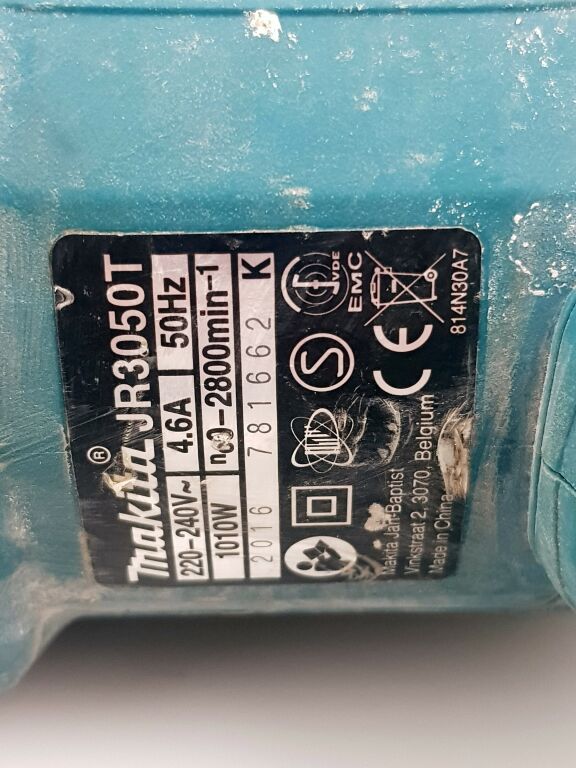 makita® JR3050T
220–240V~ 4.6A 50Hz
1010W n0 0–2800min-1
2016 781662 K
VDE
EMC
S
CE
Makita Jan-Baptist
Vinkstraat 2, 3070, Belgium
Made in China
814N30A7